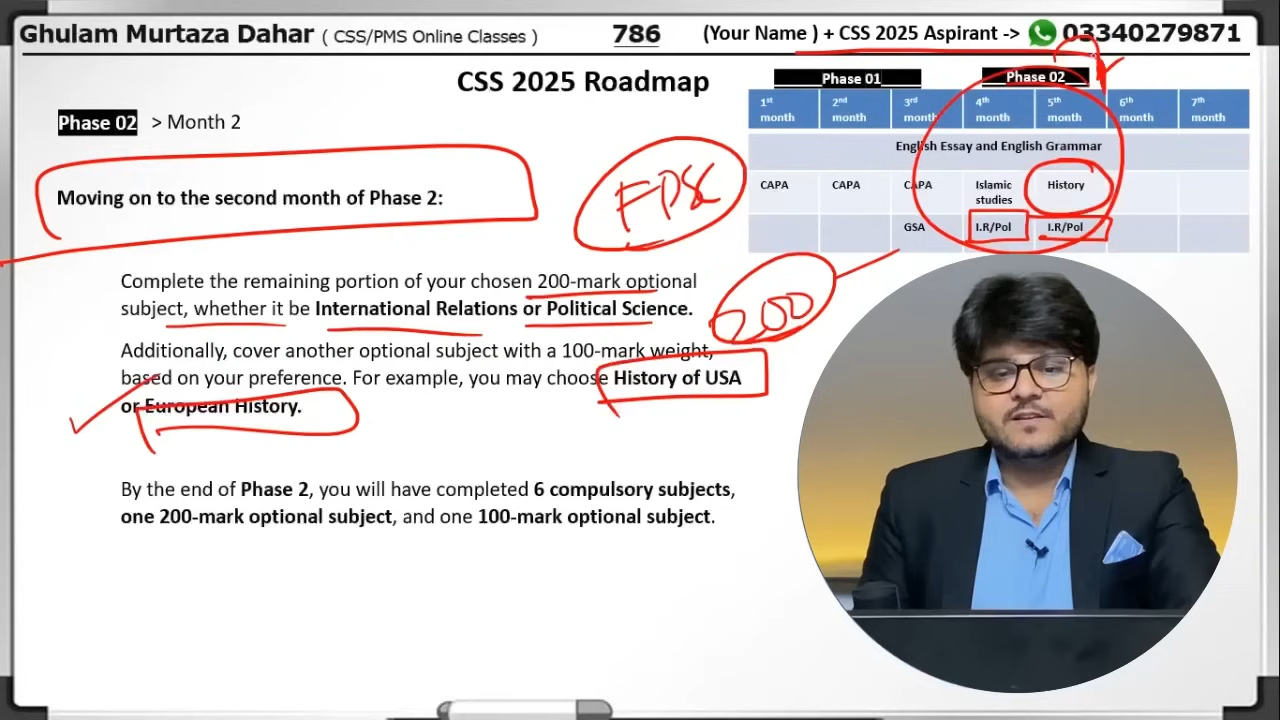 Ghulam Murtaza Dahar ( CSS/PMS Online Classes ) 786 (Your Name ) + CSS 2025 Aspirant -> 03340279871
CSS 2025 Roadmap
Phase 01 Phase 02
1st month 2nd month 3rd month 4th month 5th month 6th month 7th month
English Essay and English Grammar
CAPA CAPA CAPA Islamic studies History
GSA I.R/Pol I.R/Pol
Phase 02 > Month 2
Moving on to the second month of Phase 2:
FPSC
Complete the remaining portion of your chosen 200-mark optional
subject, whether it be International Relations or Political Science.
200
Additionally, cover another optional subject with a 100-mark weight,
based on your preference. For example, you may choose History of USA
or European History.
By the end of Phase 2, you will have completed 6 compulsory subjects,
one 200-mark optional subject, and one 100-mark optional subject.